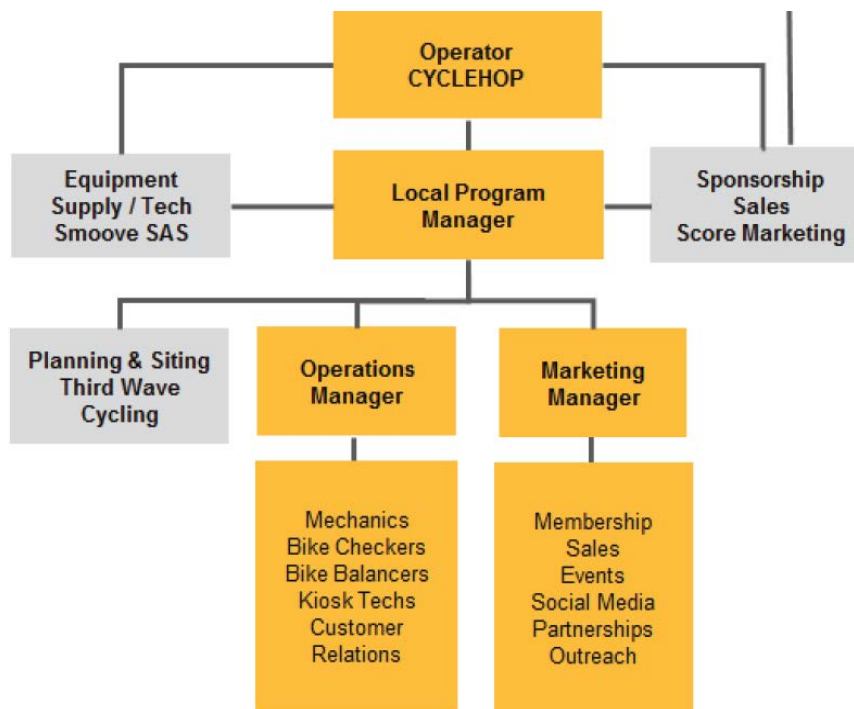 Operator
CYCLEHOP
Equipment
Supply / Tech
Smoove SAS
Local Program
Manager
Sponsorship
Sales
Score Marketing
Planning & Siting
Third Wave
Cycling
Operations
Manager
Marketing
Manager
Mechanics
Bike Checkers
Bike Balancers
Kiosk Techs
Customer
Relations
Membership
Sales
Events
Social Media
Partnerships
Outreach